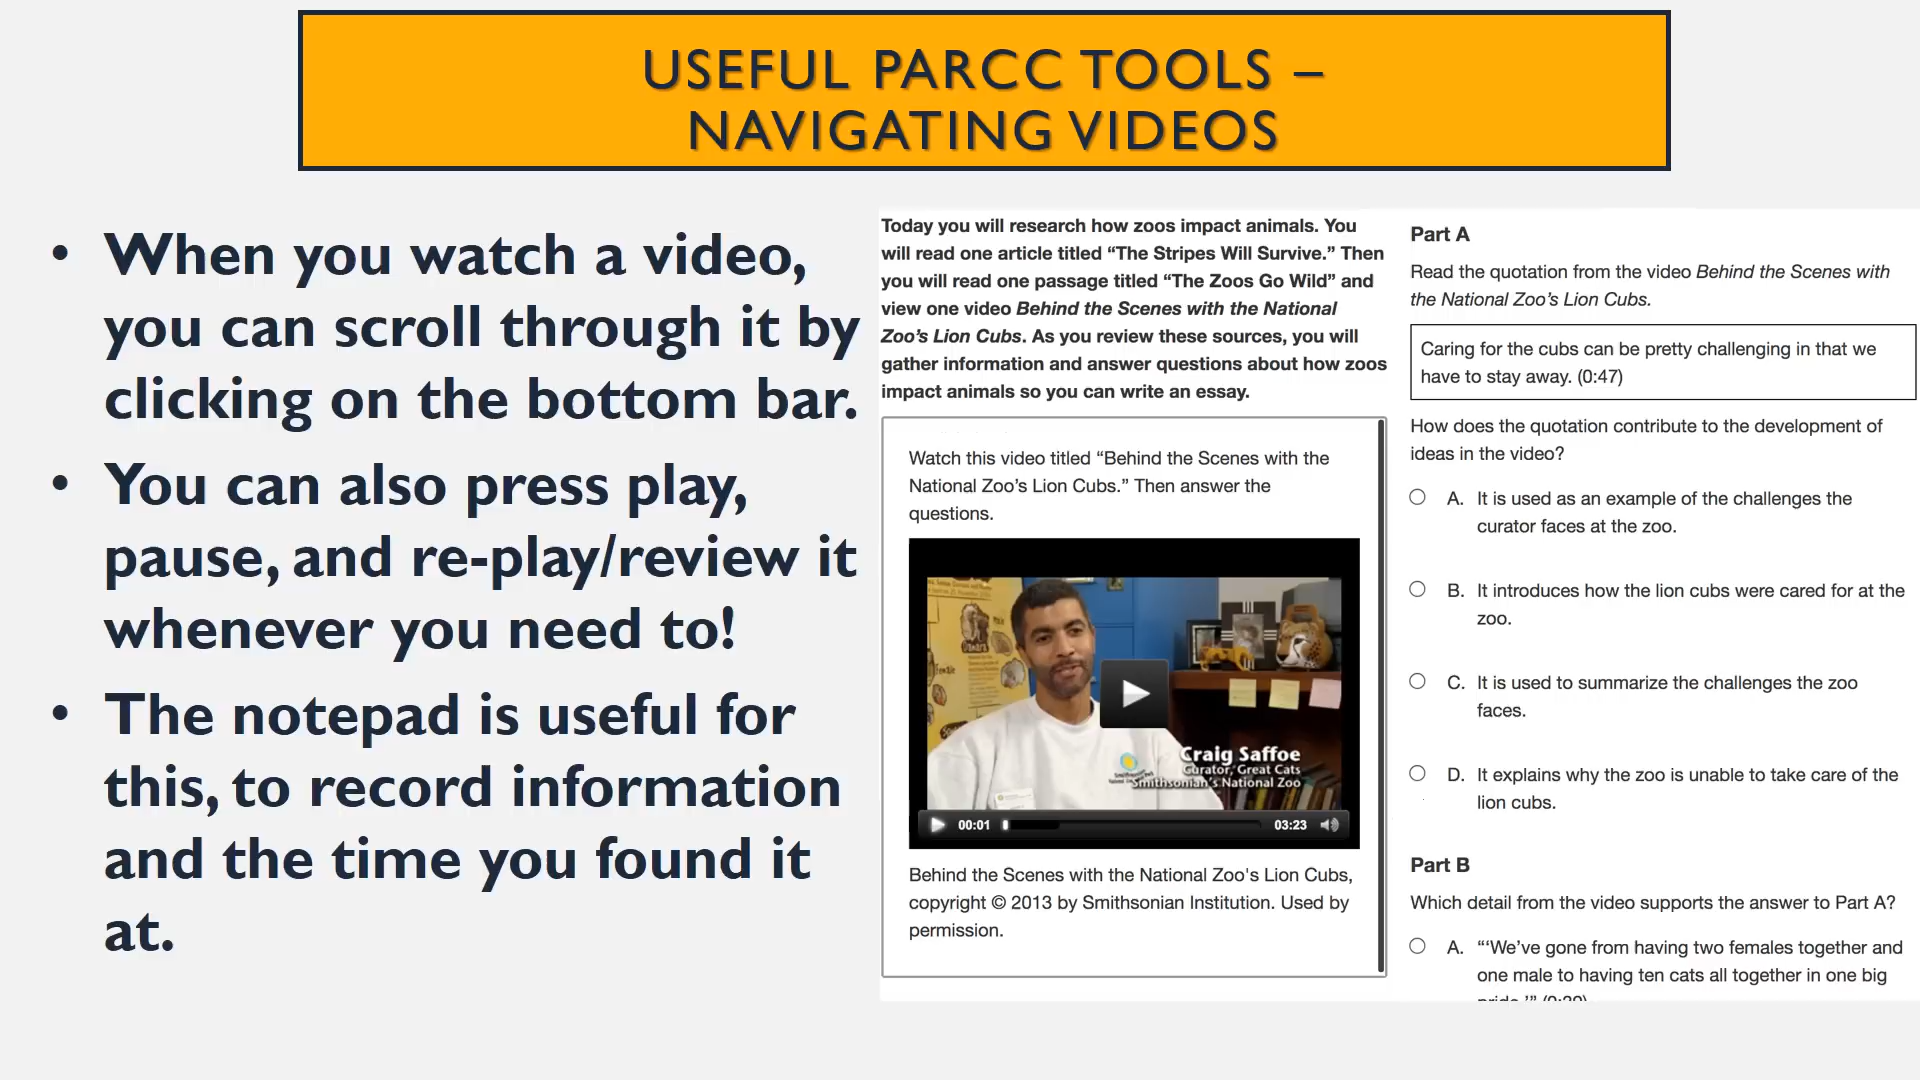 USEFUL PARCC TOOLS –
NAVIGATING VIDEOS
• When you watch a video,
you can scroll through it by
clicking on the bottom bar.
• You can also press play,
pause, and re-play/review it
whenever you need to!
• The notepad is useful for
this, to record information
and the time you found it
at.
Today you will research how zoos impact animals. You
will read one article titled “The Stripes Will Survive.” Then
you will read one passage titled “The Zoos Go Wild” and
view one video Behind the Scenes with the National
Zoo’s Lion Cubs. As you review these sources, you will
gather information and answer questions about how zoos
impact animals so you can write an essay.
Watch this video titled “Behind the Scenes with the
National Zoo’s Lion Cubs.” Then answer the
questions.
Craig Saffoe
Curator, Great Cats
Smithsonian's National Zoo
00:01 03:23
Behind the Scenes with the National Zoo's Lion Cubs,
copyright © 2013 by Smithsonian Institution. Used by
permission.
Part A
Read the quotation from the video Behind the Scenes with
the National Zoo’s Lion Cubs.
Caring for the cubs can be pretty challenging in that we
have to stay away. (0:47)
How does the quotation contribute to the development of
ideas in the video?
A. It is used as an example of the challenges the
curator faces at the zoo.
B. It introduces how the lion cubs were cared for at the
zoo.
C. It is used to summarize the challenges the zoo
faces.
D. It explains why the zoo is unable to take care of the
lion cubs.
Part B
Which detail from the video supports the answer to Part A?
A. “‘We’ve gone from having two females together and
one male to having ten cats all together in one big